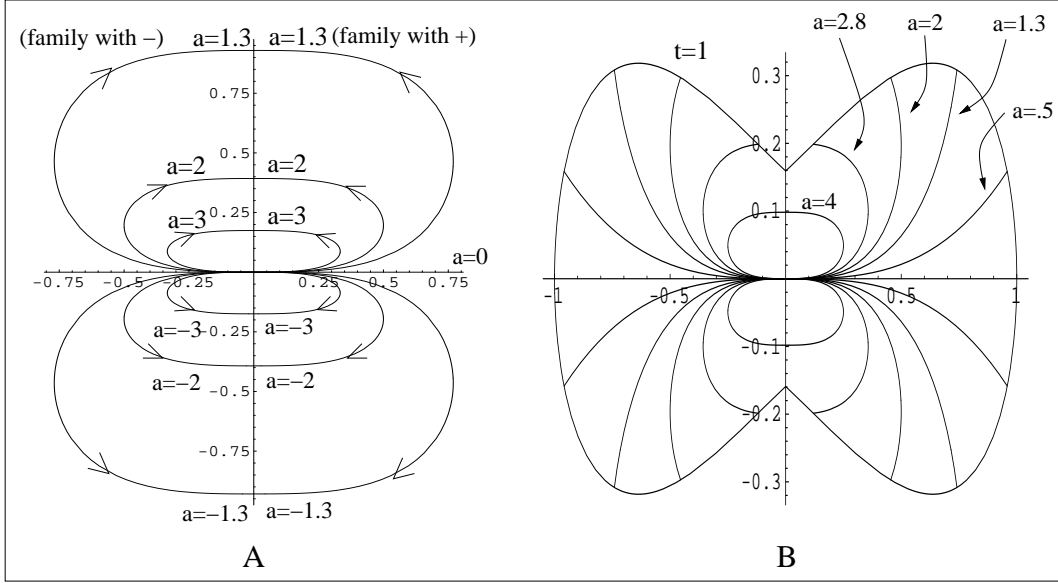 (family with −) a=1.3 a=1.3 (family with +)
0.75
0.5
a=2 a=2
a=3 0.25 a=3
a=0
−0.75 −0.5 −0.25 0.25 0.5 0.75
a=−3 −0.25 a=−3
a=−2 a=−2
−0.5
−0.75
a=−1.3 a=−1.3
A
a=2.8 a=2 a=1.3
t=1
0.3
a=.5
0.2
a=4
0.1
-1 -0.5 0.5 1
-0.1
-0.2
-0.3
B